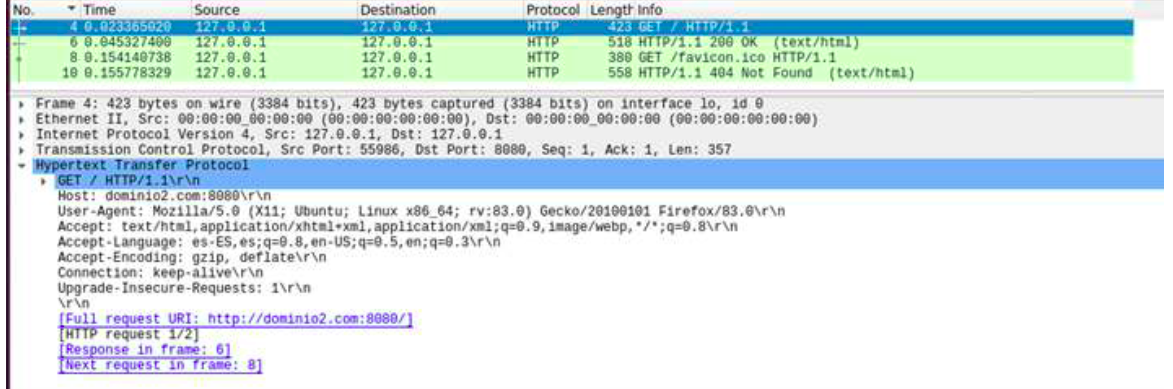 No. Time Source Destination Protocol Length Info
4 0.023365020 127.0.0.1 127.0.0.1 HTTP 423 GET / HTTP/1.1
6 0.045327400 127.0.0.1 127.0.0.1 HTTP 518 HTTP/1.1 200 OK (text/html)
8 0.154140738 127.0.0.1 127.0.0.1 HTTP 380 GET /favicon.ico HTTP/1.1
10 0.155778329 127.0.0.1 127.0.0.1 HTTP 558 HTTP/1.1 404 Not Found (text/html)
Frame 4: 423 bytes on wire (3384 bits), 423 bytes captured (3384 bits) on interface lo, id 0
Ethernet II, Src: 00:00:00_00:00:00 (00:00:00:00:00:00), Dst: 00:00:00_00:00:00 (00:00:00:00:00:00)
Internet Protocol Version 4, Src: 127.0.0.1, Dst: 127.0.0.1
Transmission Control Protocol, Src Port: 55986, Dst Port: 8080, Seq: 1, Ack: 1, Len: 357
Hypertext Transfer Protocol
GET / HTTP/1.1\r\n
Host: dominio2.com:8080\r\n
User-Agent: Mozilla/5.0 (X11; Ubuntu; Linux x86_64; rv:83.0) Gecko/20100101 Firefox/83.0\r\n
Accept: text/html,application/xhtml+xml,application/xml;q=0.9,image/webp,*/*;q=0.8\r\n
Accept-Language: es-ES,es;q=0.8,en-US;q=0.5,en;q=0.3\r\n
Accept-Encoding: gzip, deflate\r\n
Connection: keep-alive\r\n
Upgrade-Insecure-Requests: 1\r\n
\r\n
[Full request URI: http://dominio2.com:8080/]
[HTTP request 1/2]
[Response in frame: 6]
[Next request in frame: 8]